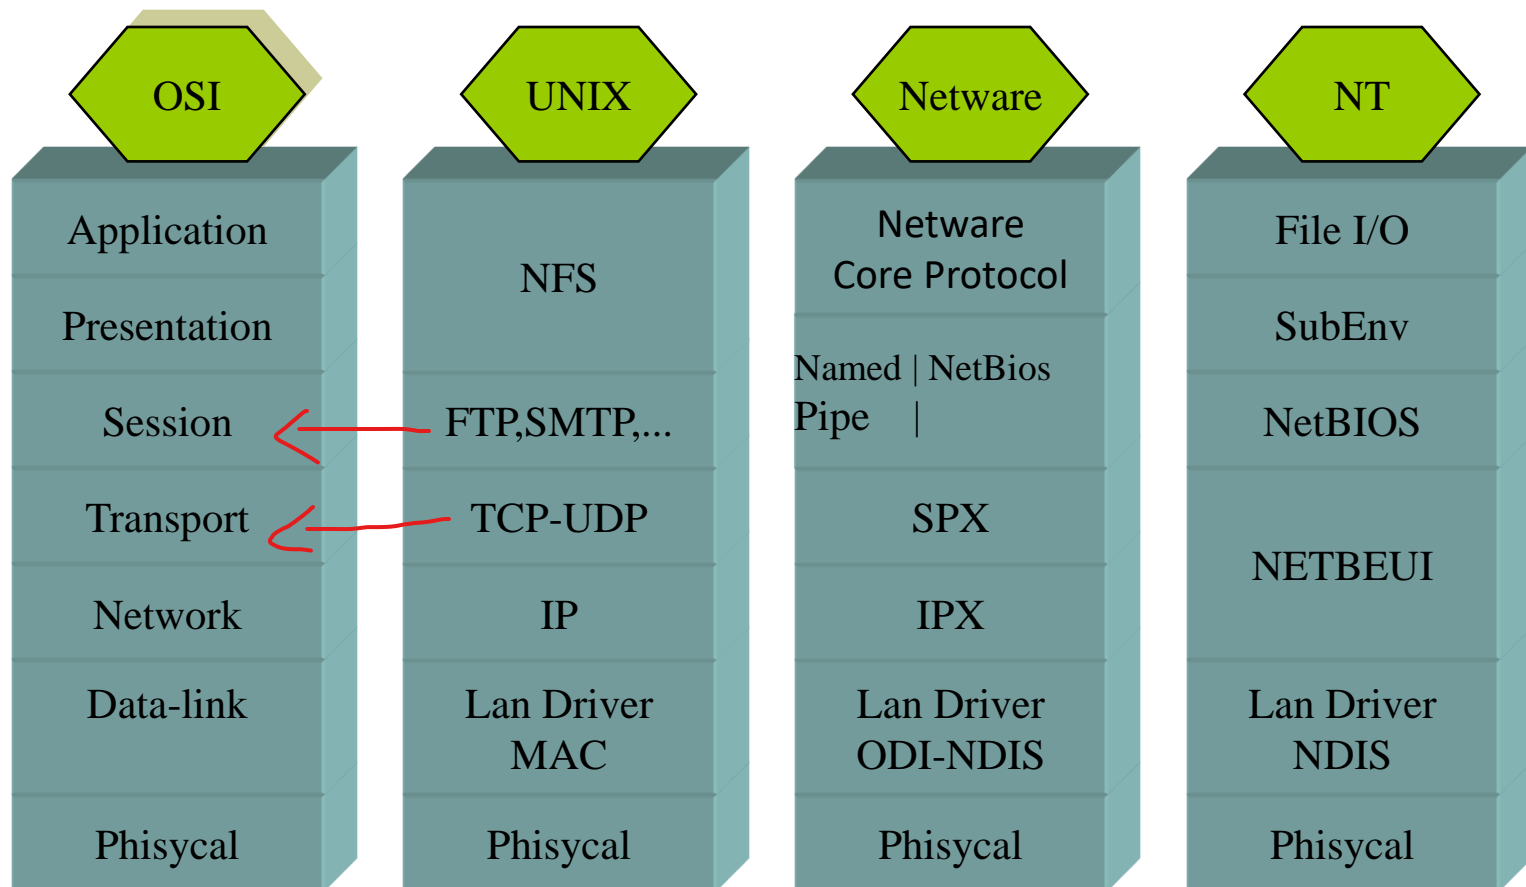 OSI
UNIX
Netware
NT
Application
Presentation
Session
Transport
Network
Data-link
Phisycal
NFS
FTP,SMTP,...
TCP-UDP
IP
Lan Driver
MAC
Phisycal
Netware
Core Protocol
Named | NetBios
Pipe |
SPX
IPX
Lan Driver
ODI-NDIS
Phisycal
File I/O
SubEnv
NetBIOS
NETBEUI
Lan Driver
NDIS
Phisycal